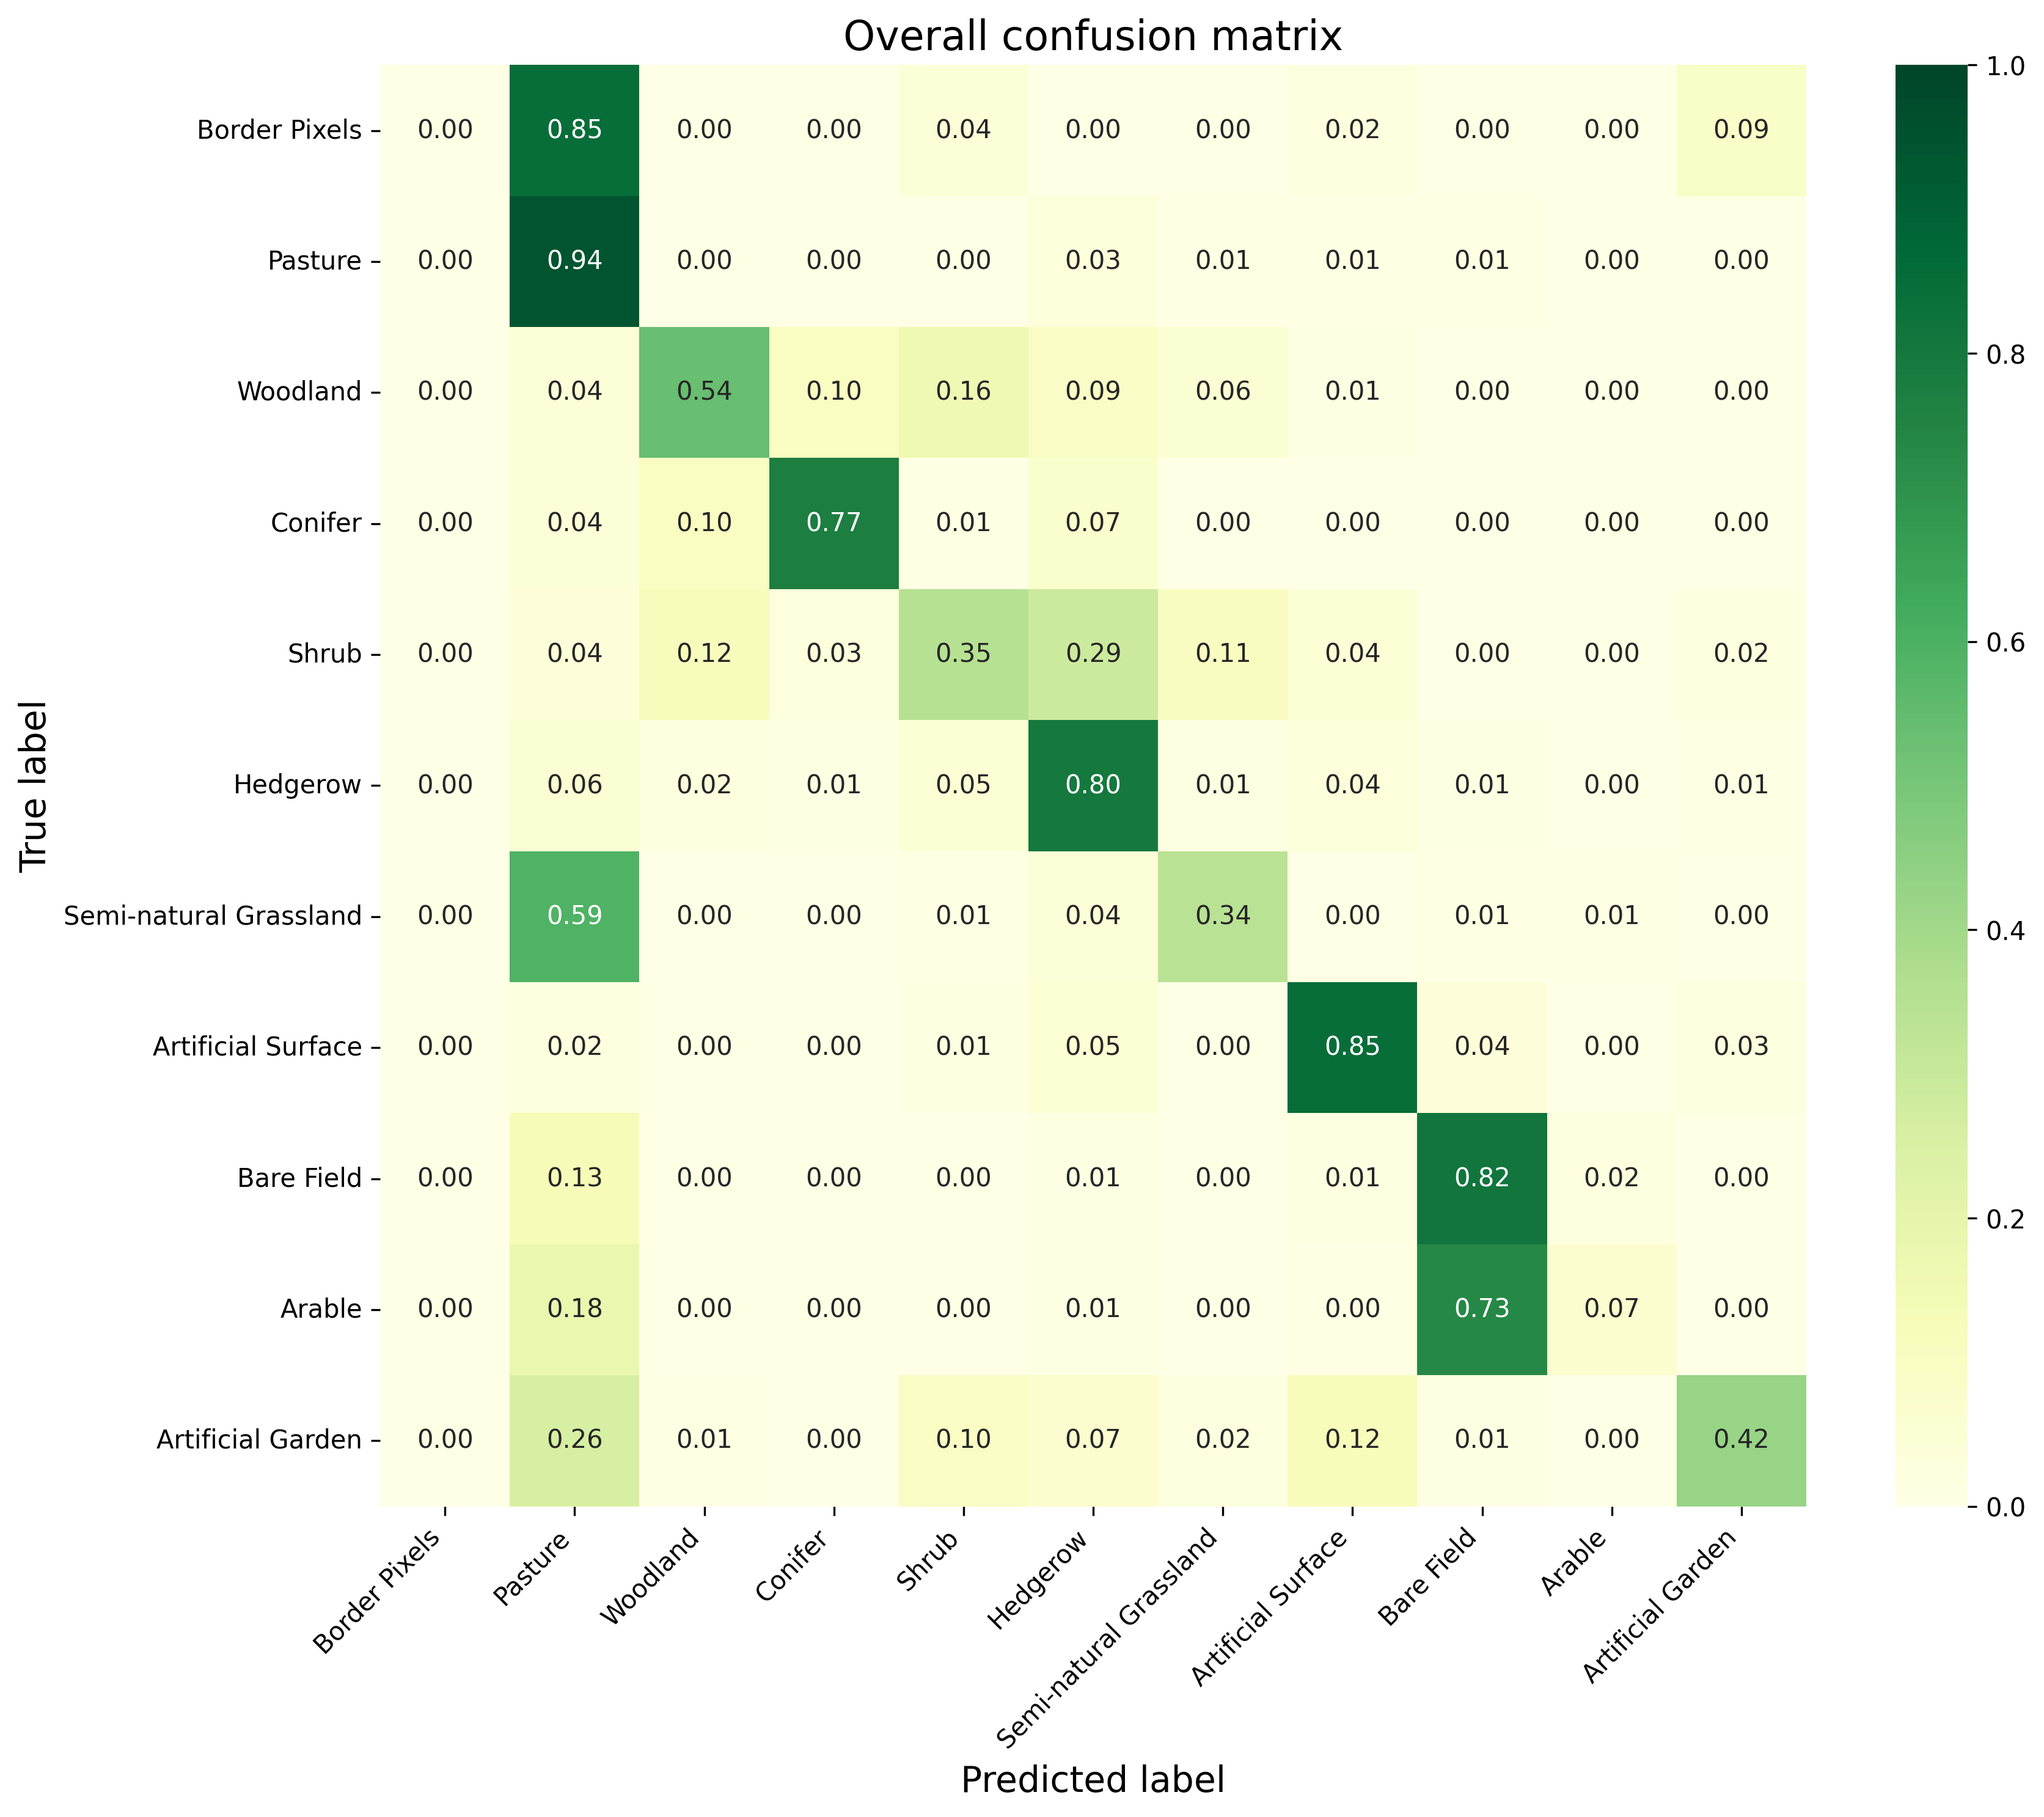 Overall confusion matrix
Border Pixels 0.00 0.85 0.00 0.00 0.04 0.00 0.00 0.02 0.00 0.00 0.09
Pasture 0.00 0.94 0.00 0.00 0.00 0.03 0.01 0.01 0.01 0.00 0.00
Woodland 0.00 0.04 0.54 0.10 0.16 0.09 0.06 0.01 0.00 0.00 0.00
Conifer 0.00 0.04 0.10 0.77 0.01 0.07 0.00 0.00 0.00 0.00 0.00
Shrub 0.00 0.04 0.12 0.03 0.35 0.29 0.11 0.04 0.00 0.00 0.02
Hedgerow 0.00 0.06 0.02 0.01 0.05 0.80 0.01 0.04 0.01 0.00 0.01
Semi-natural Grassland 0.00 0.59 0.00 0.00 0.01 0.04 0.34 0.00 0.01 0.01 0.00
Artificial Surface 0.00 0.02 0.00 0.00 0.01 0.05 0.00 0.85 0.04 0.00 0.03
Bare Field 0.00 0.13 0.00 0.00 0.00 0.01 0.00 0.01 0.82 0.02 0.00
Arable 0.00 0.18 0.00 0.00 0.00 0.01 0.00 0.00 0.73 0.07 0.00
Artificial Garden 0.00 0.26 0.01 0.00 0.10 0.07 0.02 0.12 0.01 0.00 0.42
True label
Border Pixels
Pasture
Woodland
Conifer
Shrub
Hedgerow
Semi-natural Grassland
Artificial Surface
Bare Field
Arable
Artificial Garden
Predicted label
1.0
0.8
0.6
0.4
0.2
0.0